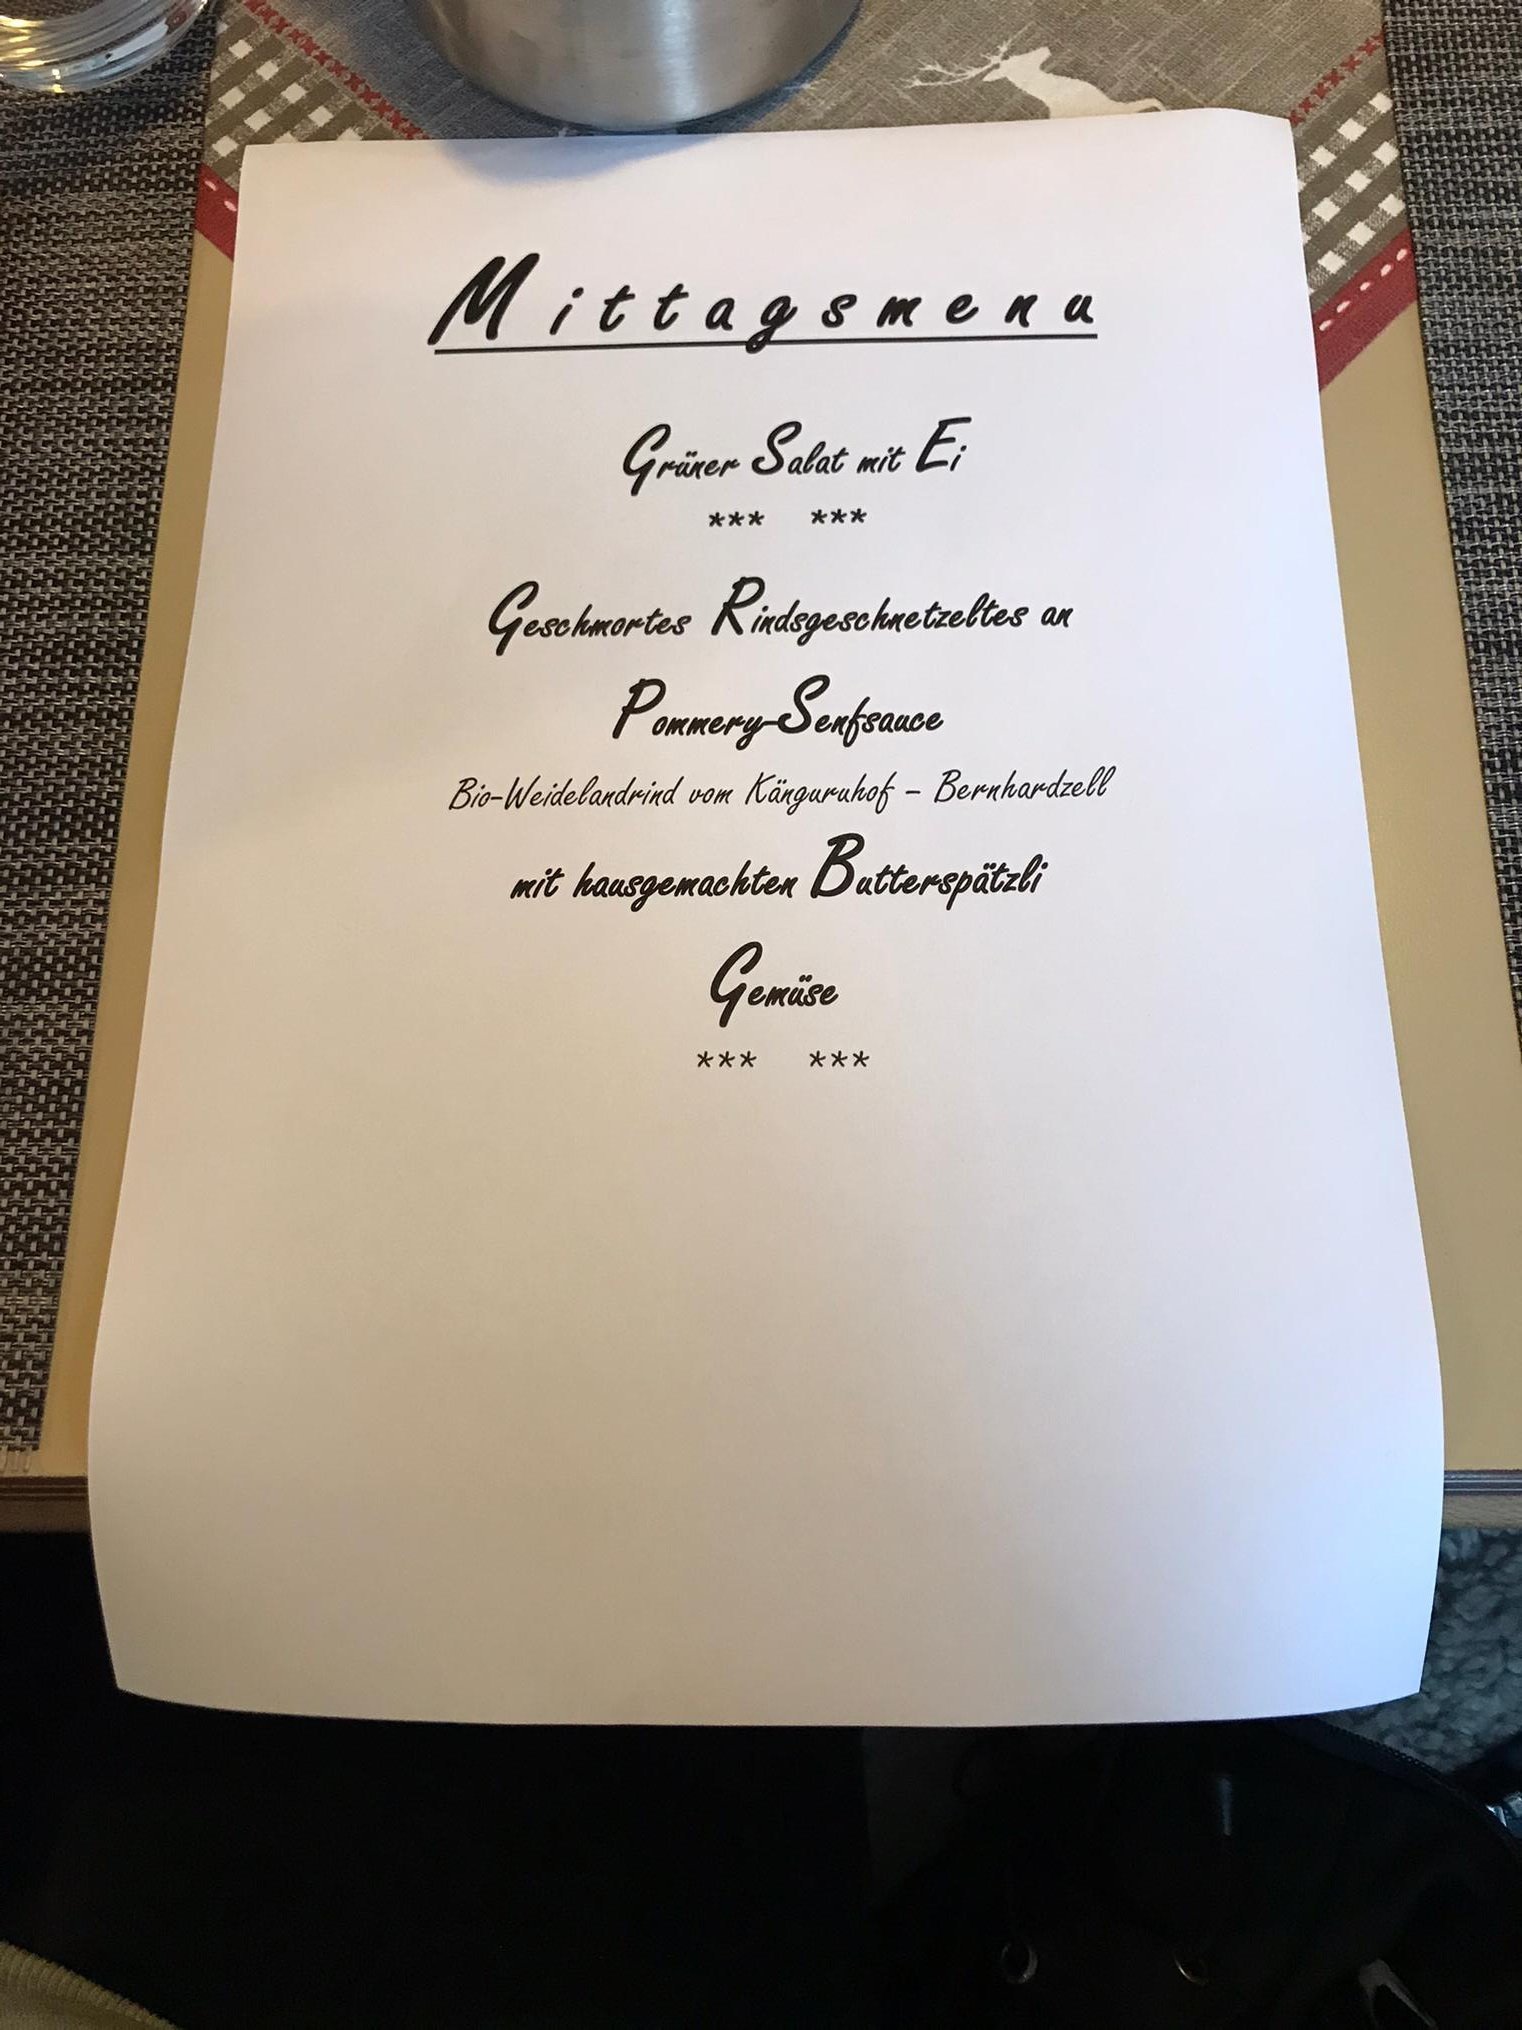 Mittagsmenu
Grüner Salat mit Ei
*** ***
Geschmortes Rindsgeschnetzeltes an
Pommery-Senfsauce
Bio-Weidelandrind vom Känguruhof – Bernhardzell
mit hausgemachten Butterspätzli
Gemüse
*** ***